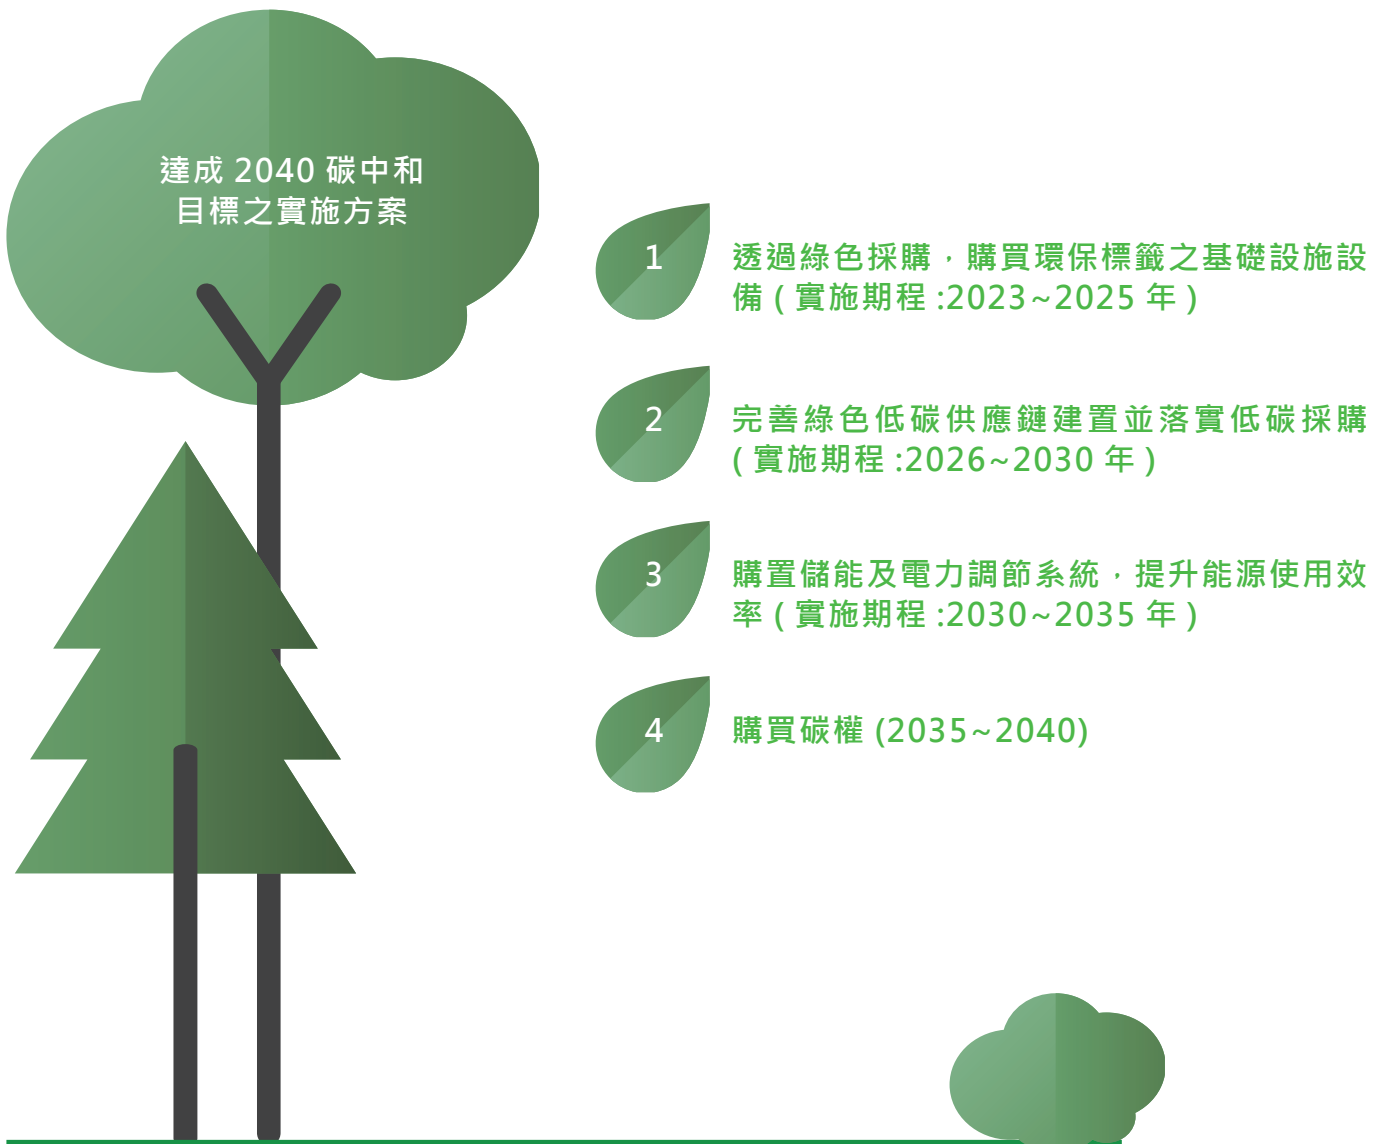 達成 2040 碳中和
目標之實施方案
1
透過綠色採購，購買環保標籤之基礎設施設
備 ( 實施期程 :2023~2025 年 )
2
完善綠色低碳供應鏈建置並落實低碳採購
( 實施期程 :2026~2030 年 )
3
購置儲能及電力調節系統，提升能源使用效
率 ( 實施期程 :2030~2035 年 )
4
購買碳權 (2035~2040)